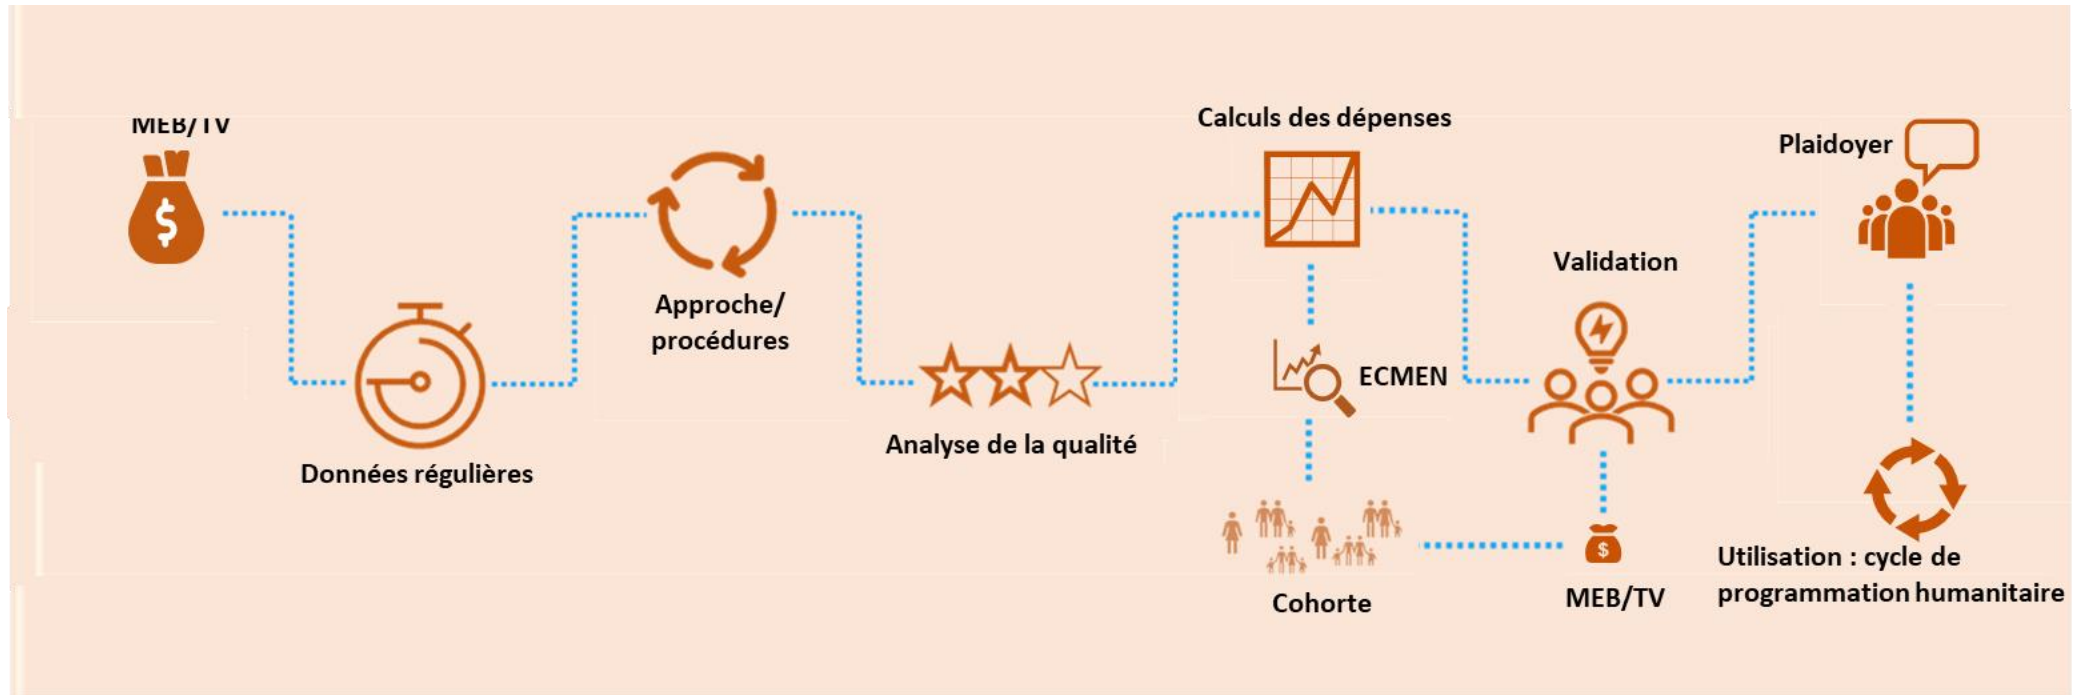 MEB/TV
$
Données régulières
Approche/
procédures
Analyse de la qualité
Calculs des dépenses
ECMEN
Cohorte
Validation
$
MEB/TV
Plaidoyer
Utilisation : cycle de
programmation humanitaire